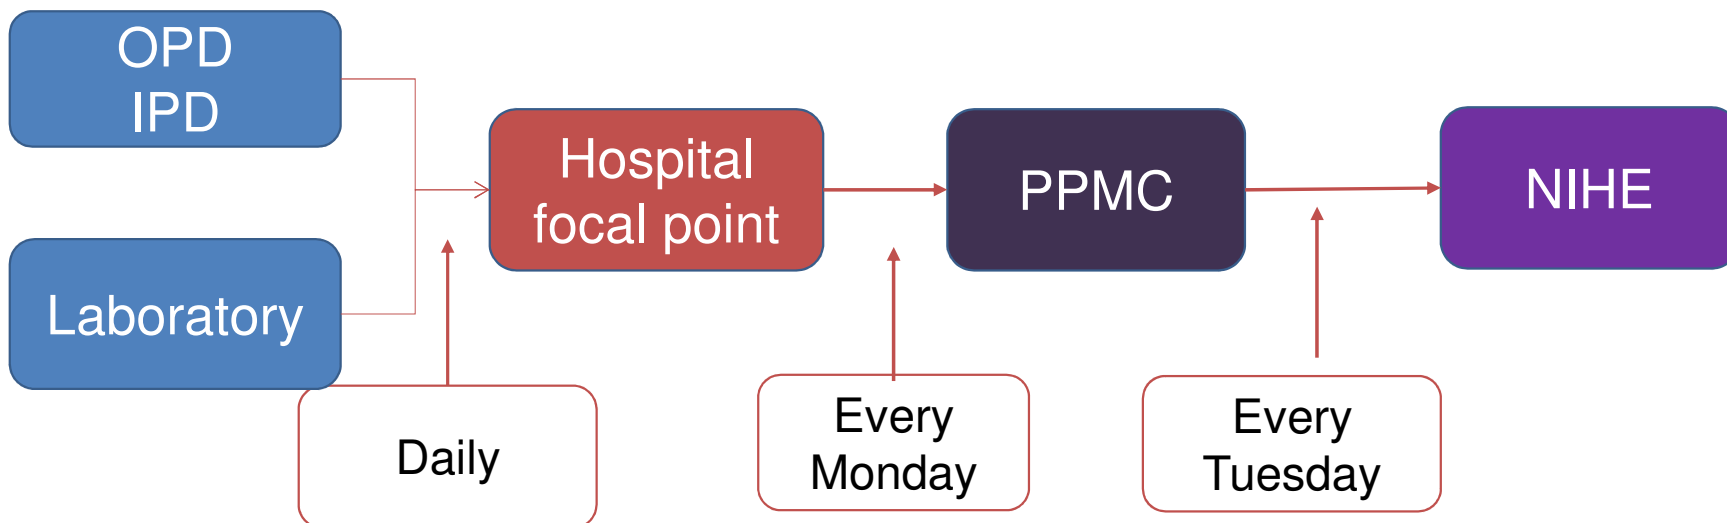 OPD
IPD
Hospital
focal point
PPMC
NIHE
Laboratory
Daily
Every
Monday
Every
Tuesday